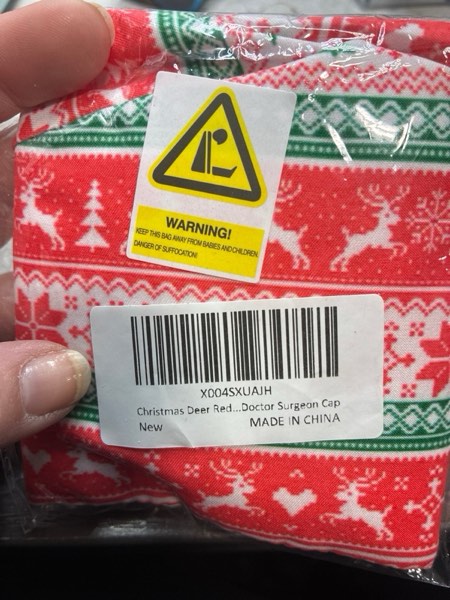 WARNING!
KEEP THIS BAG AWAY FROM BABIES AND CHILDREN.
DANGER OF SUFFOCATION!
X004SXUAJH
Christmas Deer Red...Doctor Surgeon Cap
New MADE IN CHINA